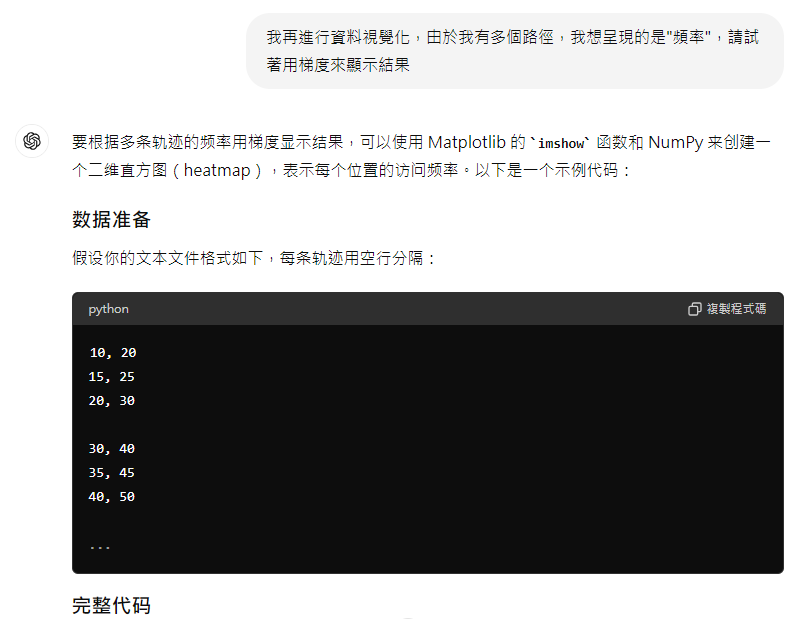 我再進行資料視覺化，由於我有多個路徑，我想呈現的是"頻率"，請試
著用梯度來顯示結果
要根据多条轨迹的频率用梯度显示结果，可以使用 Matplotlib 的 `imshow` 函数和 NumPy 来创建一
个二维直方图（heatmap），表示每个位置的访问频率。以下是一个示例代码：
数据准备
假设你的文本文件格式如下，每条轨迹用空行分隔：
python
複製程式碼
10, 20
15, 25
20, 30
30, 40
35, 45
40, 50
...
完整代码